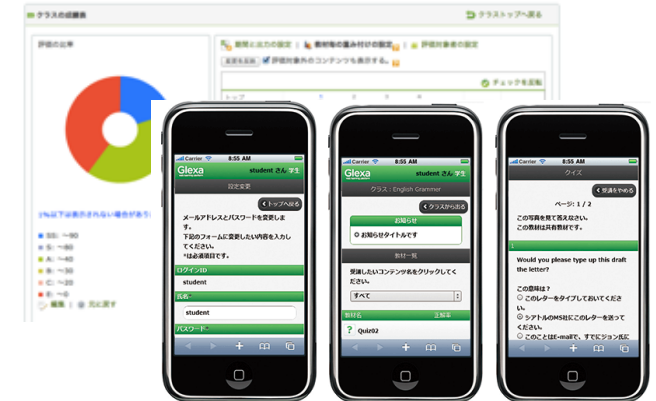 クラスの成績表
クラストップへ戻る
評価の比率
期間と出力の設定 | 教材毎の重み付けの設定 | 評価対象者の設定
評価対象外のコンテンツも表示する。
チェックを反転
トップ 1 2 3 4
SS: ~90
S: ~80
A: ~40
B: ~30
C: ~20
E: ~0
編集 | 元に戻す
Carrier 8:55 AM
Glexa student さん 学生
設定変更
トップへ戻る
メールアドレスとパスワードを変更しま
す。
下記のフォームに変更したい内容を入力し
てください。
*は必須項目です。
ログインID
student
氏名*
student
パスワード*
Carrier 8:55 AM
Glexa student さん 学生
クラス : English Grammer
クラスから出る
お知らせ
お知らせタイトルです
教材一覧
受講したいコンテンツ名をクリックしてく
ださい。
すべて
教材名 正解率
? Quiz02
Carrier 8:55 AM
クイズ
受講をやめる
ページ: 1 / 2
この写真を見て答えなさい。
この教材は共有教材です。
1
Would you please type up this draft
the letter?
この意味は?
このレターをタイプしておいてくださ
い。
シアトルのMS社にこのレターを送って
ください。
このことはE-mailで、すでにジョン氏に